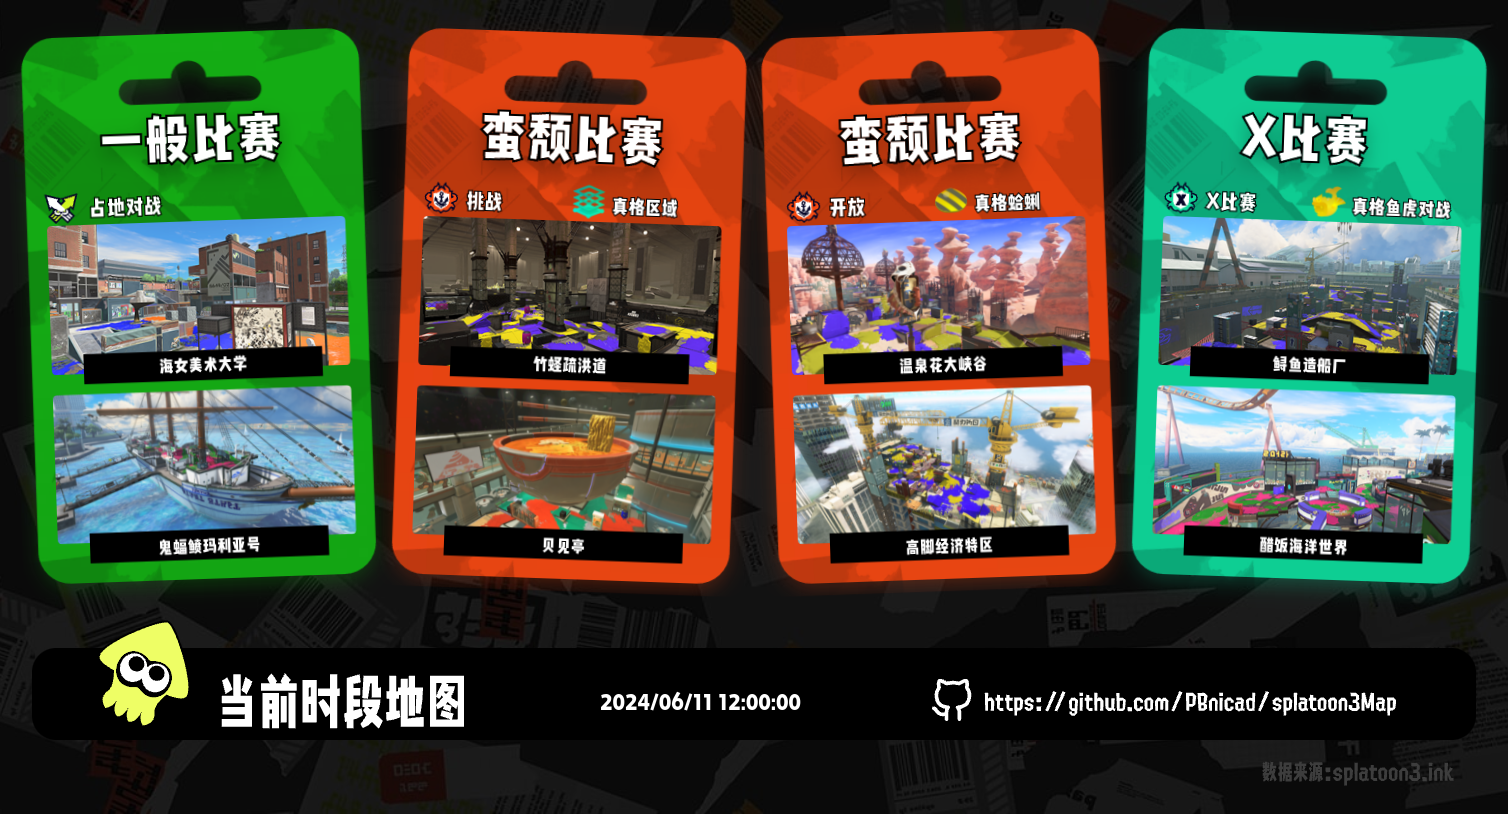 一般比赛
占地对战
海女美术大学
鬼蝠鲼玛利亚号
蛮颓比赛
挑战
真格区域
竹蛏疏洪道
贝见亭
蛮颓比赛
开放
真格蛤蜊
温泉花大峡谷
高脚经济特区
X比赛
X比赛
真格鱼虎对战
鲟鱼造船厂
醋饭海洋世界
当前时段地图
2024/06/11 12:00:00
https://github.com/PBnicad/splatoon3Map
数据来源:splatoon3.ink